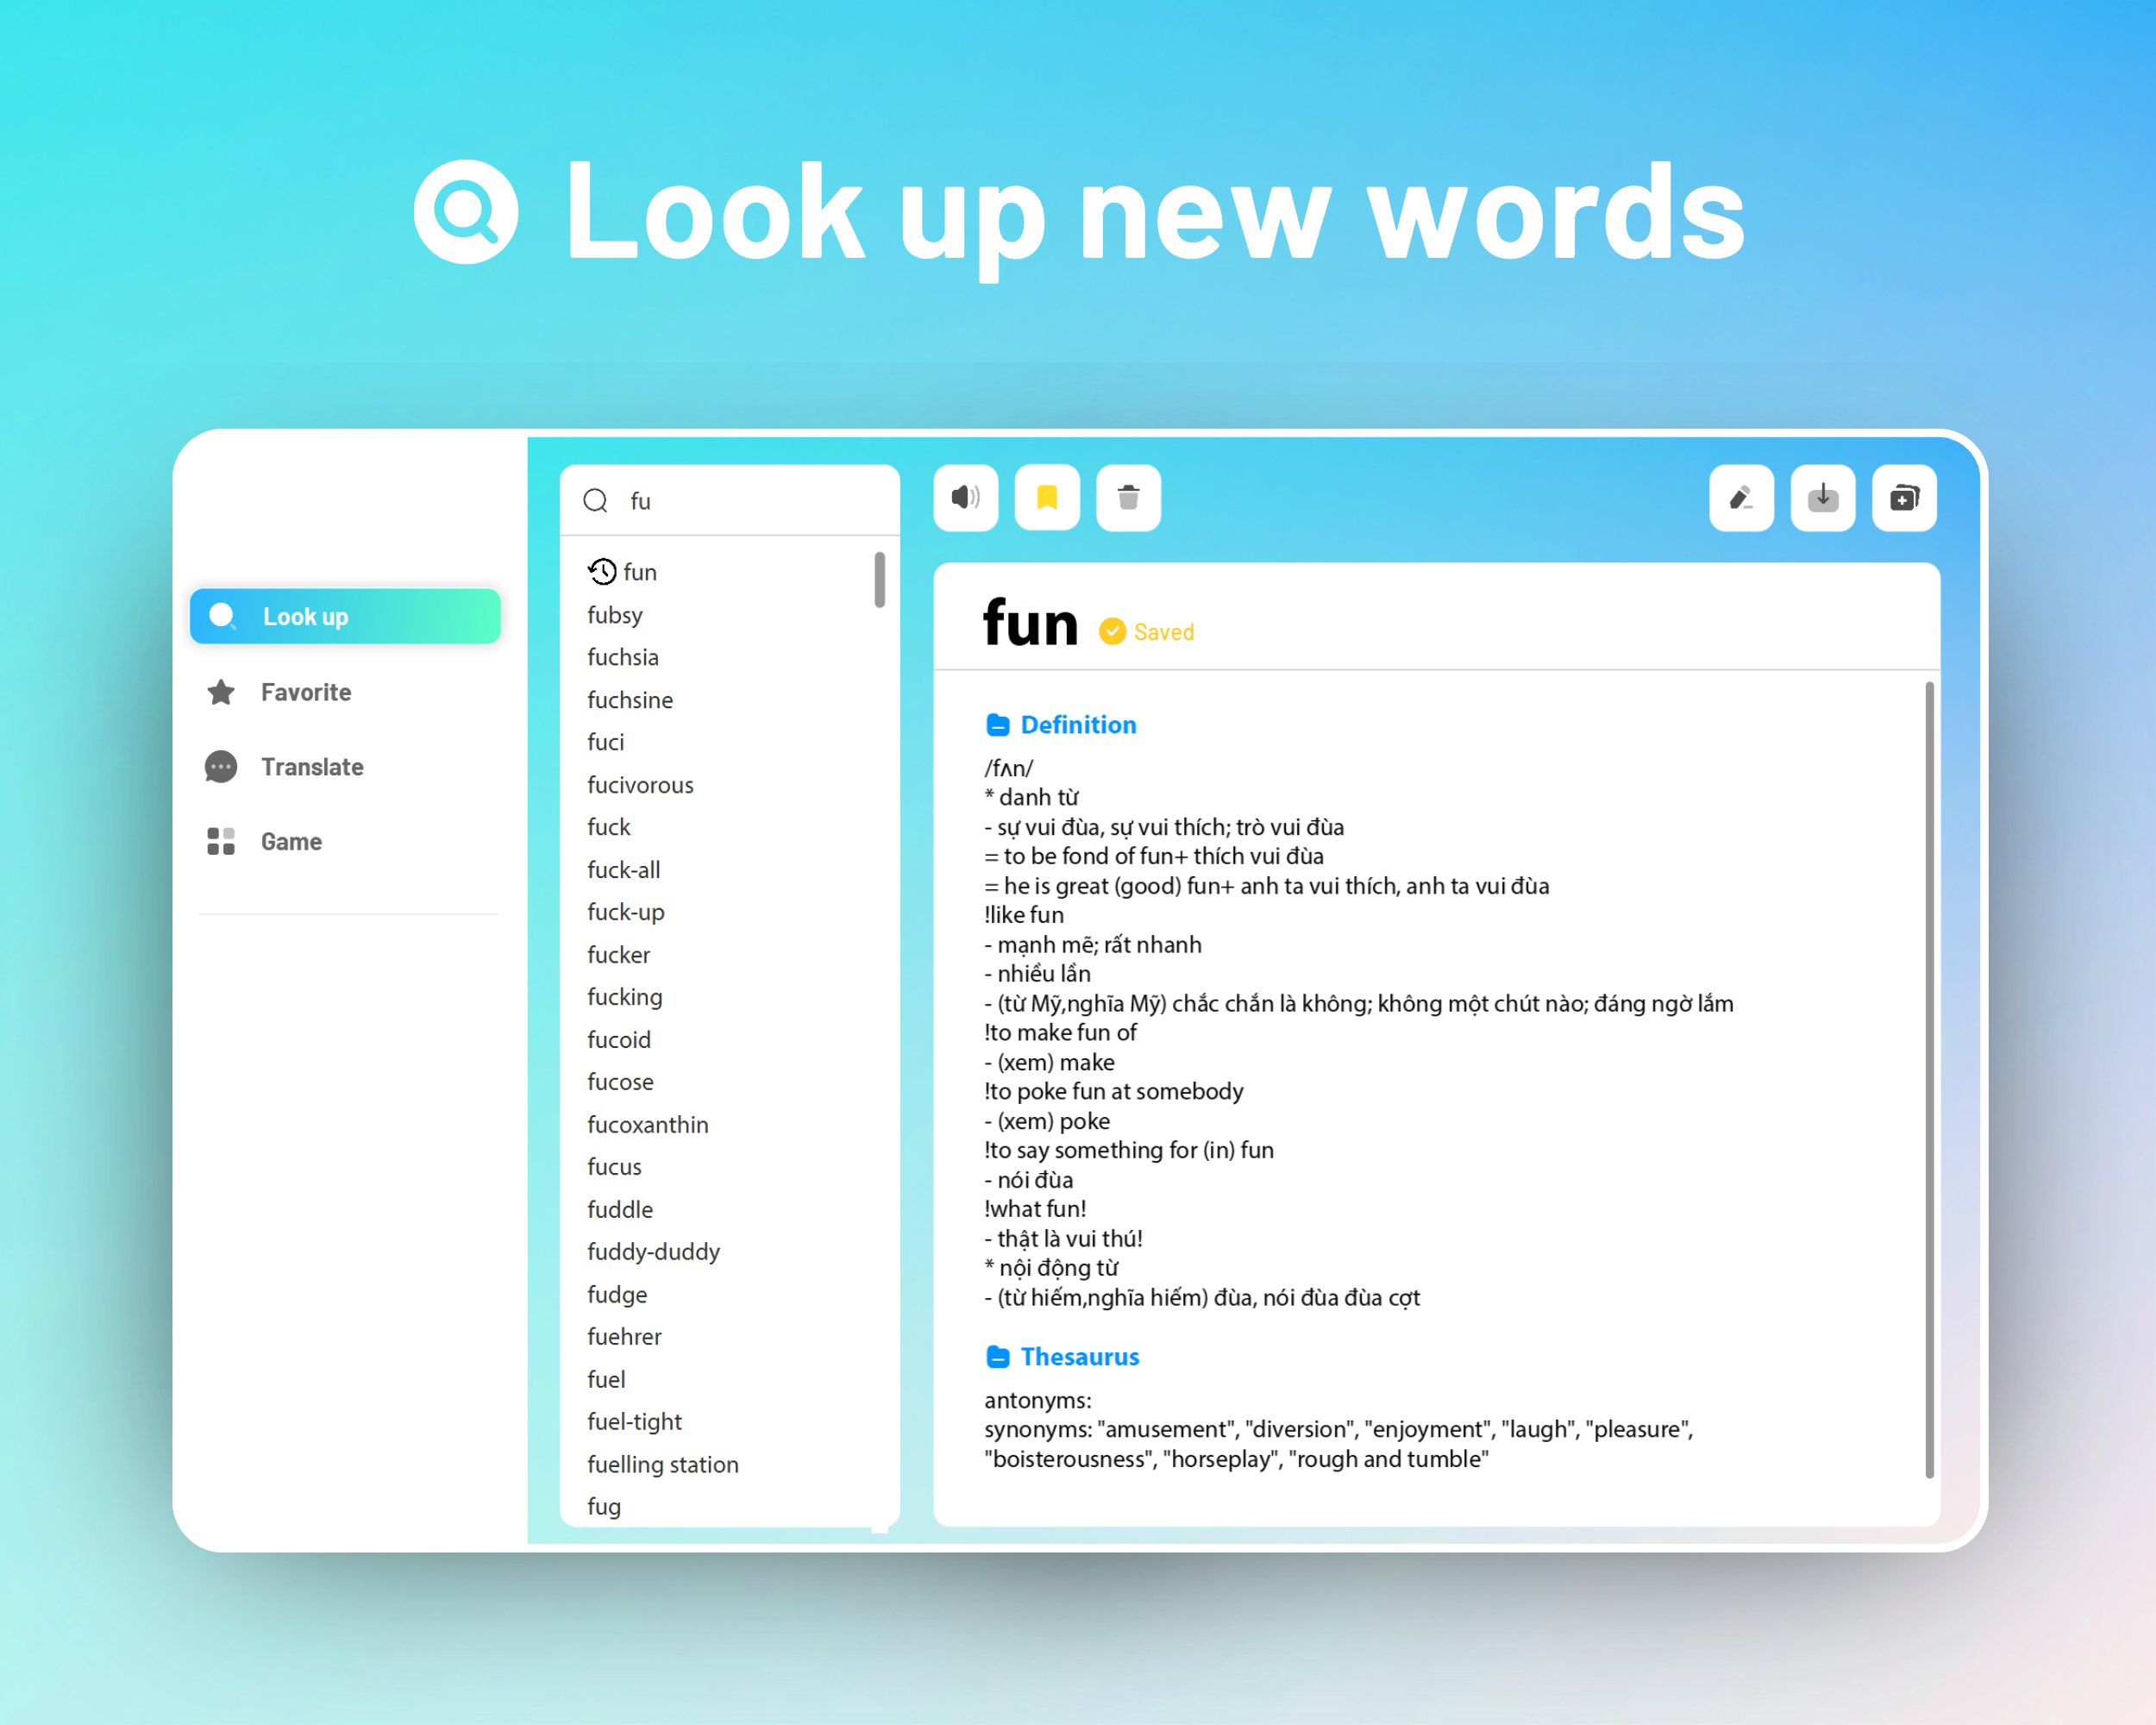 Look up new words
Look up
Favorite
Translate
Game
fu
fun
fubsy
fuchsia
fuchsine
fuci
fucivorous
fuck
fuck-all
fuck-up
fucker
fucking
fucoid
fucose
fucoxanthin
fucus
fuddle
fuddy-duddy
fudge
fuehrer
fuel
fuel-tight
fuelling station
fug
fun
Saved
Definition
/fʌn/
* danh từ
- sự vui đùa, sự vui thích; trò vui đùa
= to be fond of fun+ thích vui đùa
= he is great (good) fun+ anh ta vui thích, anh ta vui đùa
!like fun
- mạnh mẽ; rất nhanh
- nhiều lần
- (từ Mỹ,nghĩa Mỹ) chắc chắn là không; không một chút nào; đáng ngờ lắm
!to make fun of
- (xem) make
!to poke fun at somebody
- (xem) poke
!to say something for (in) fun
- nói đùa
!what fun!
- thật là vui thú!
* nội động từ
- (từ hiếm,nghĩa hiếm) đùa, nói đùa đùa cợt
Thesaurus
antonyms:
synonyms: "amusement", "diversion", "enjoyment", "laugh", "pleasure",
"boisterousness", "horseplay", "rough and tumble"